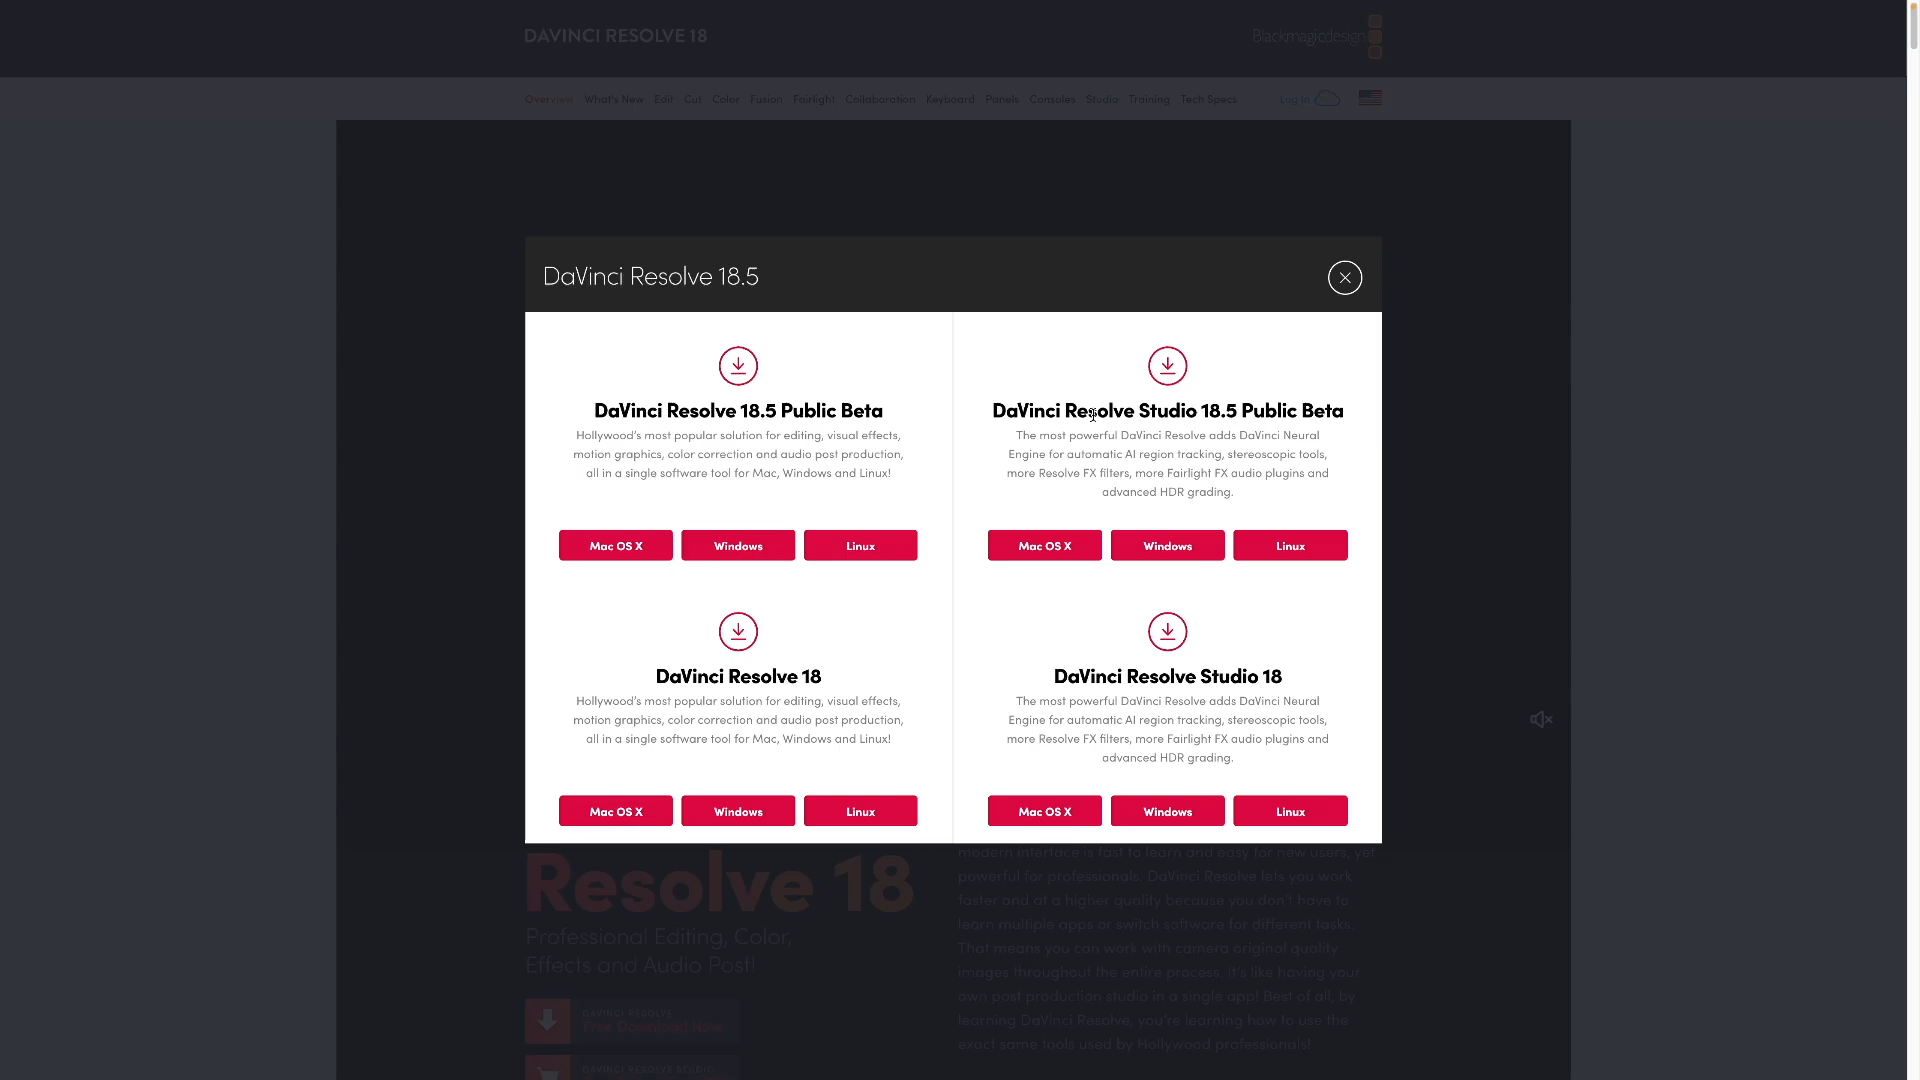 DAVINCI RESOLVE 18
Blackmagicdesign
Overview What's New Edit Cut Color Fusion Fairlight Collaboration Keyboard Panels Consoles Studio Training Tech Specs Log In
DaVinci Resolve 18.5
DaVinci Resolve 18.5 Public Beta
Hollywood's most popular solution for editing, visual effects,
motion graphics, color correction and audio post production,
all in a single software tool for Mac, Windows and Linux!
Mac OS X Windows Linux
DaVinci Resolve Studio 18.5 Public Beta
The most powerful DaVinci Resolve adds DaVinci Neural
Engine for automatic AI region tracking, stereoscopic tools,
more Resolve FX filters, more Fairlight FX audio plugins and
advanced HDR grading.
Mac OS X Windows Linux
DaVinci Resolve 18
Hollywood's most popular solution for editing, visual effects,
motion graphics, color correction and audio post production,
all in a single software tool for Mac, Windows and Linux!
Mac OS X Windows Linux
DaVinci Resolve Studio 18
The most powerful DaVinci Resolve adds DaVinci Neural
Engine for automatic AI region tracking, stereoscopic tools,
more Resolve FX filters, more Fairlight FX audio plugins and
advanced HDR grading.
Mac OS X Windows Linux
Resolve 18
Professional Editing, Color,
Effects and Audio Post!
DAVINCI RESOLVE
Free Download Now
DAVINCI RESOLVE STUDIO
modern interface is fast to learn and easy for new users, yet
powerful for professionals. DaVinci Resolve lets you work
faster and at a higher quality because you don't have to
learn multiple apps or switch software for different tasks.
That means you can work with camera original quality
images throughout the entire process. It's like having your
own post production studio in a single app! Best of all, by
learning DaVinci Resolve, you're learning how to use the
exact same tools used by Hollywood professionals!